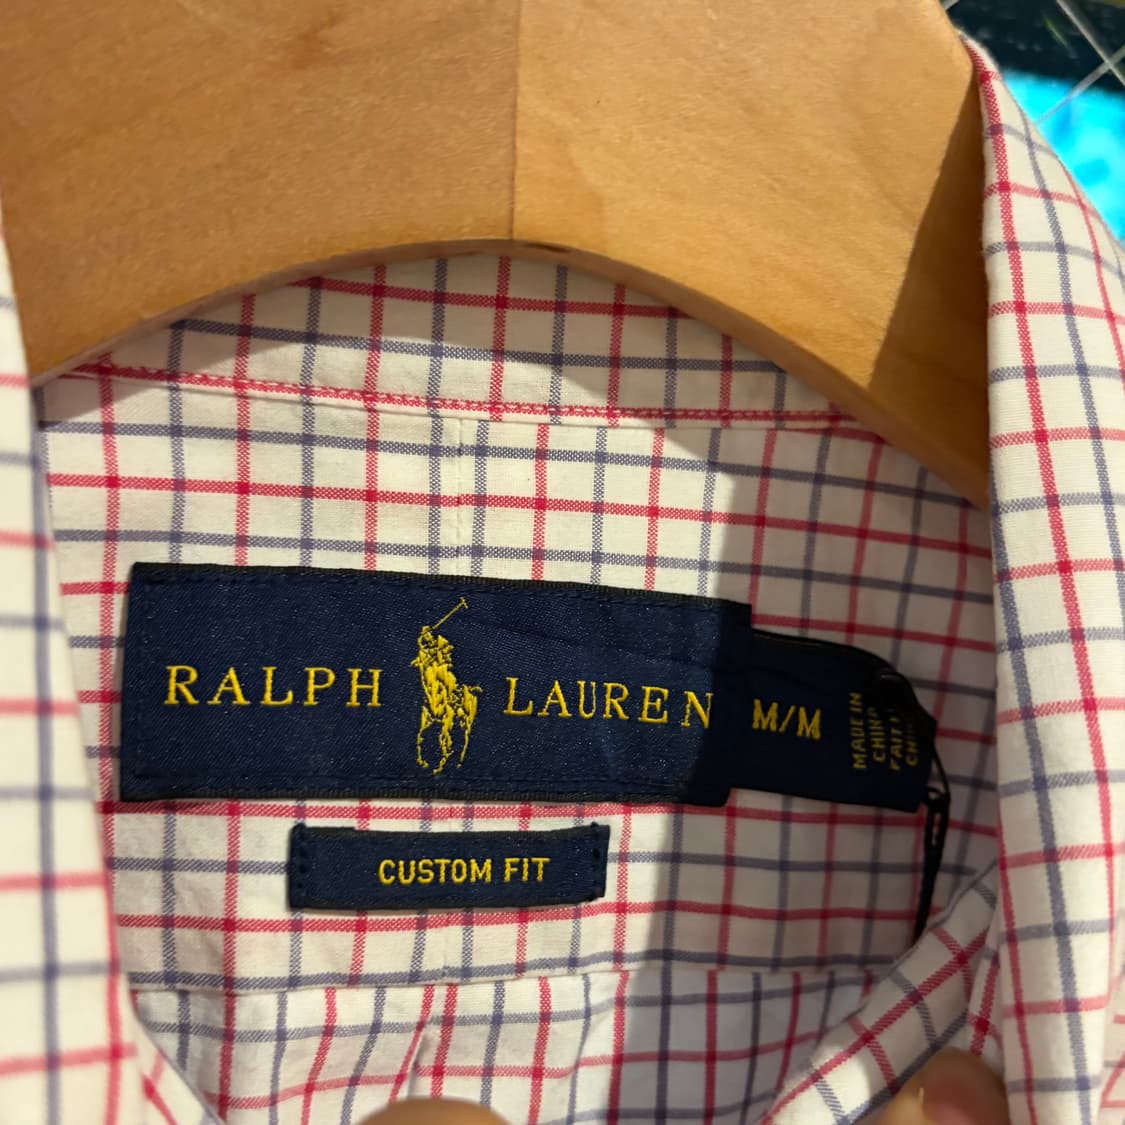 RALPH LAUREN
M/M
MADE IN
CHINA
CUSTOM FIT